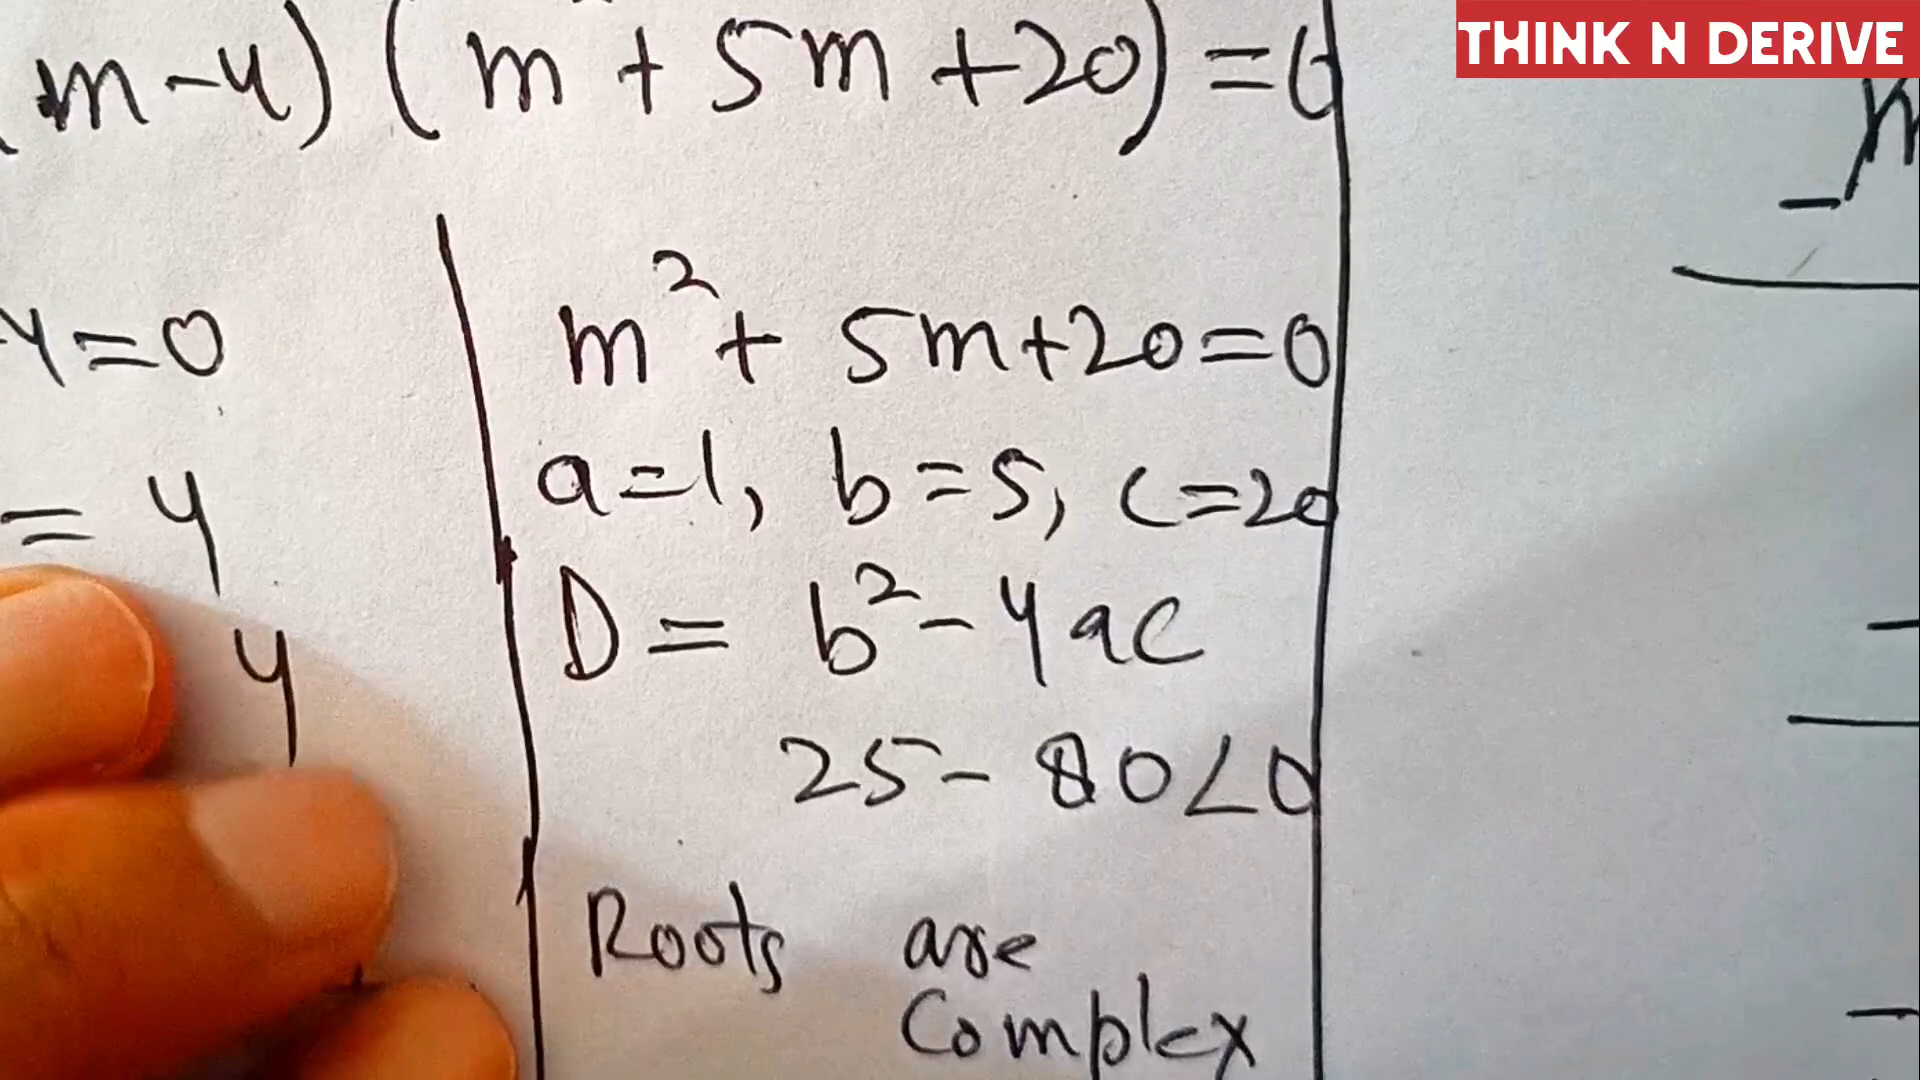 THINK N DERIVE
(m-4) (m² + 5m +20) = 0
-4=0
m² + 5m+20=0
= 4
a=1, b=5, c=20
4
D = b² - 4ac
25 - 80 < 0
Roots are
Complex